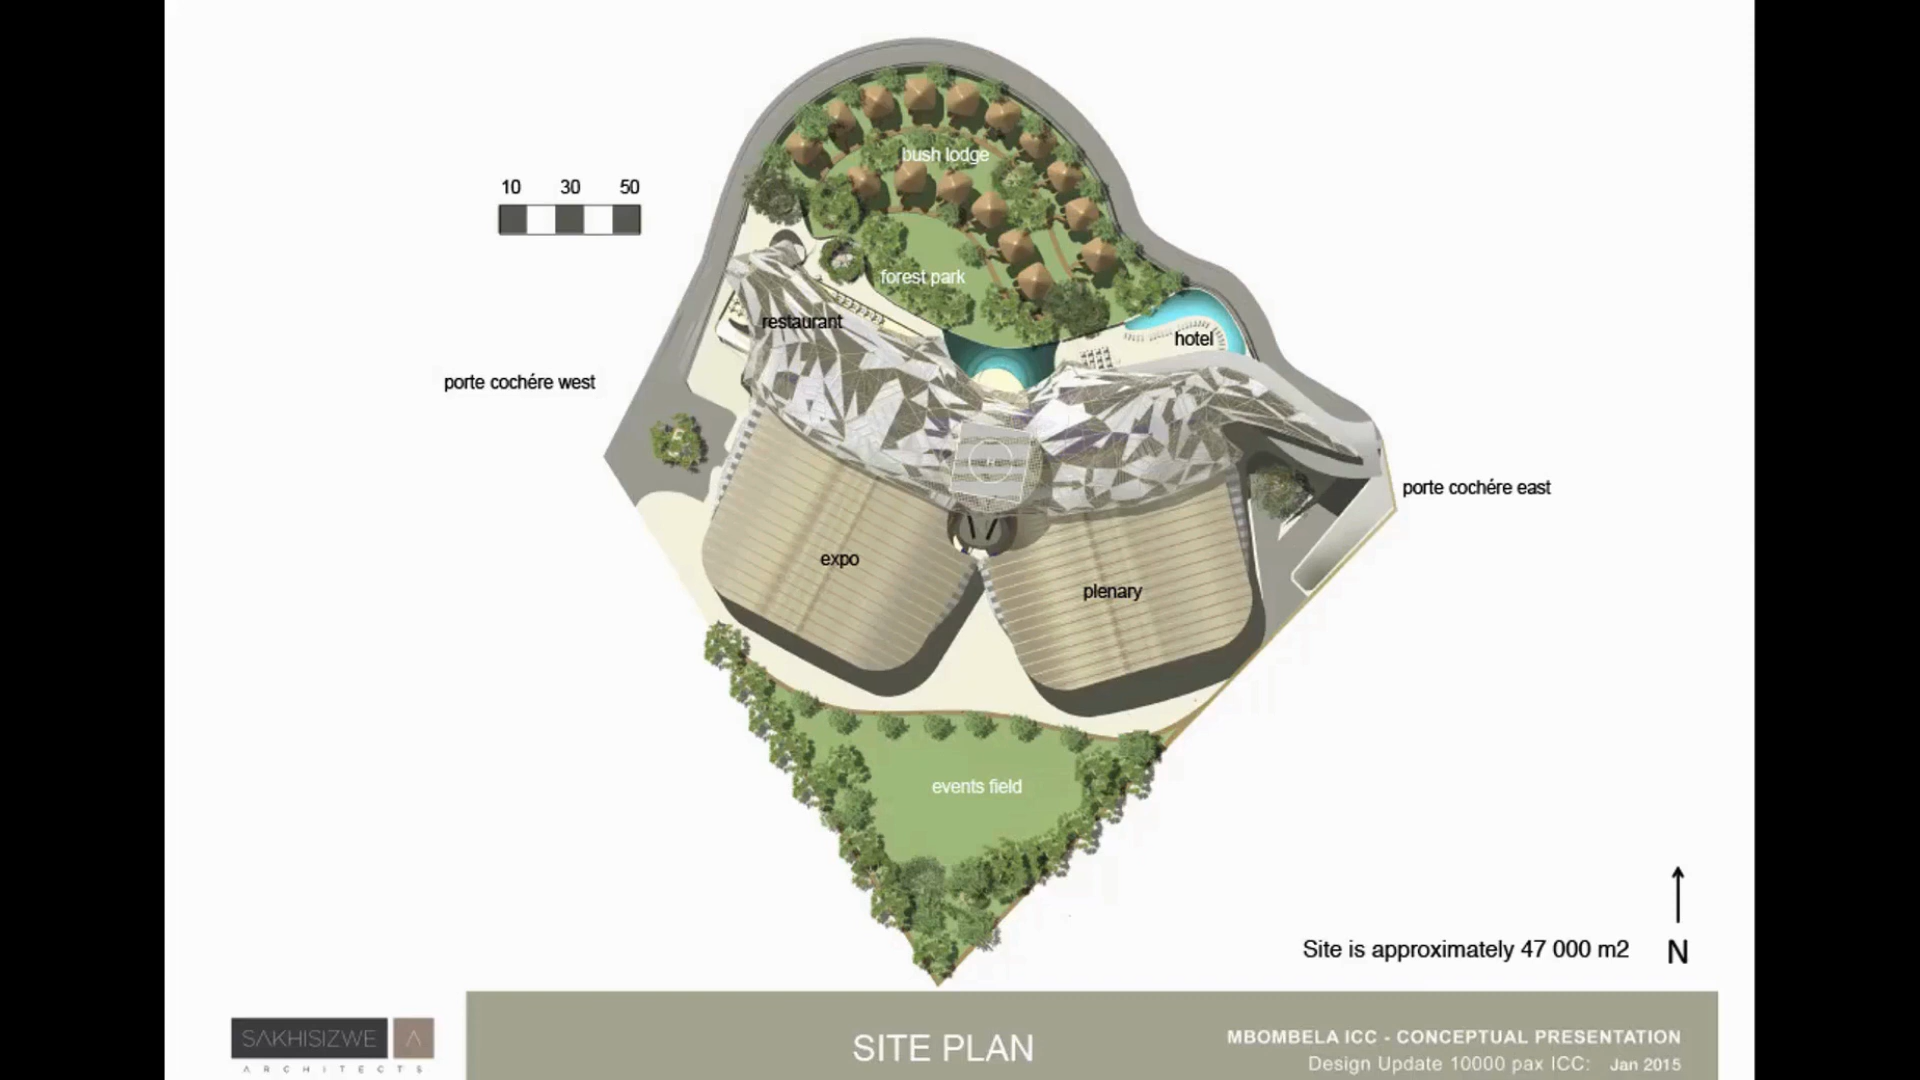 bush lodge
10 30 50
forest park
restaurant
hotel
porte cochére west
porte cochére east
expo
plenary
events field
Site is approximately 47 000 m2
N
SAKHISIZWE A
ARCHITECTS
SITE PLAN
MBOMBELA ICC - CONCEPTUAL PRESENTATION
Design Update 10000 pax ICC: Jan 2015